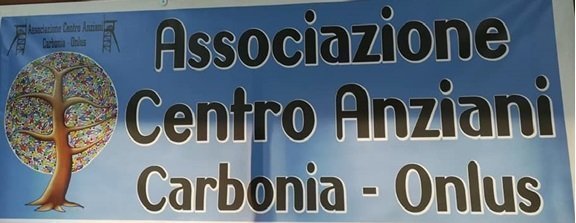 Associazione Centro Anziani
Carbonia - Onlus
Associazione
Centro Anziani
Carbonia - Onlus